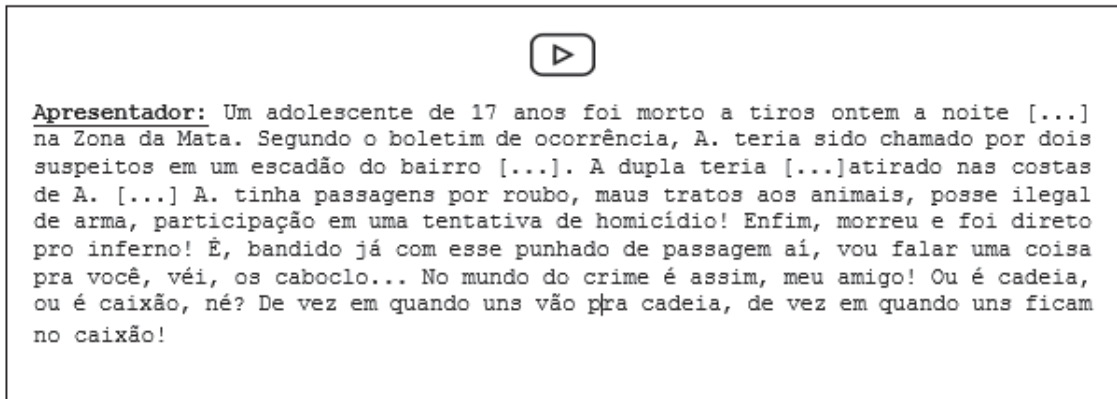 Apresentador: Um adolescente de 17 anos foi morto a tiros ontem a noite [...]
na Zona da Mata. Segundo o boletim de ocorrência, A. teria sido chamado por dois
suspeitos em um escadão do bairro [...]. A dupla teria [...]atirado nas costas
de A. [...] A. tinha passagens por roubo, maus tratos aos animais, posse ilegal
de arma, participação em uma tentativa de homicídio! Enfim, morreu e foi direto
pro inferno! É, bandido já com esse punhado de passagem aí, vou falar uma coisa
pra você, véi, os caboclo... No mundo do crime é assim, meu amigo! Ou é cadeia,
ou é caixão, né? De vez em quando uns vão pra cadeia, de vez em quando uns ficam
no caixão!